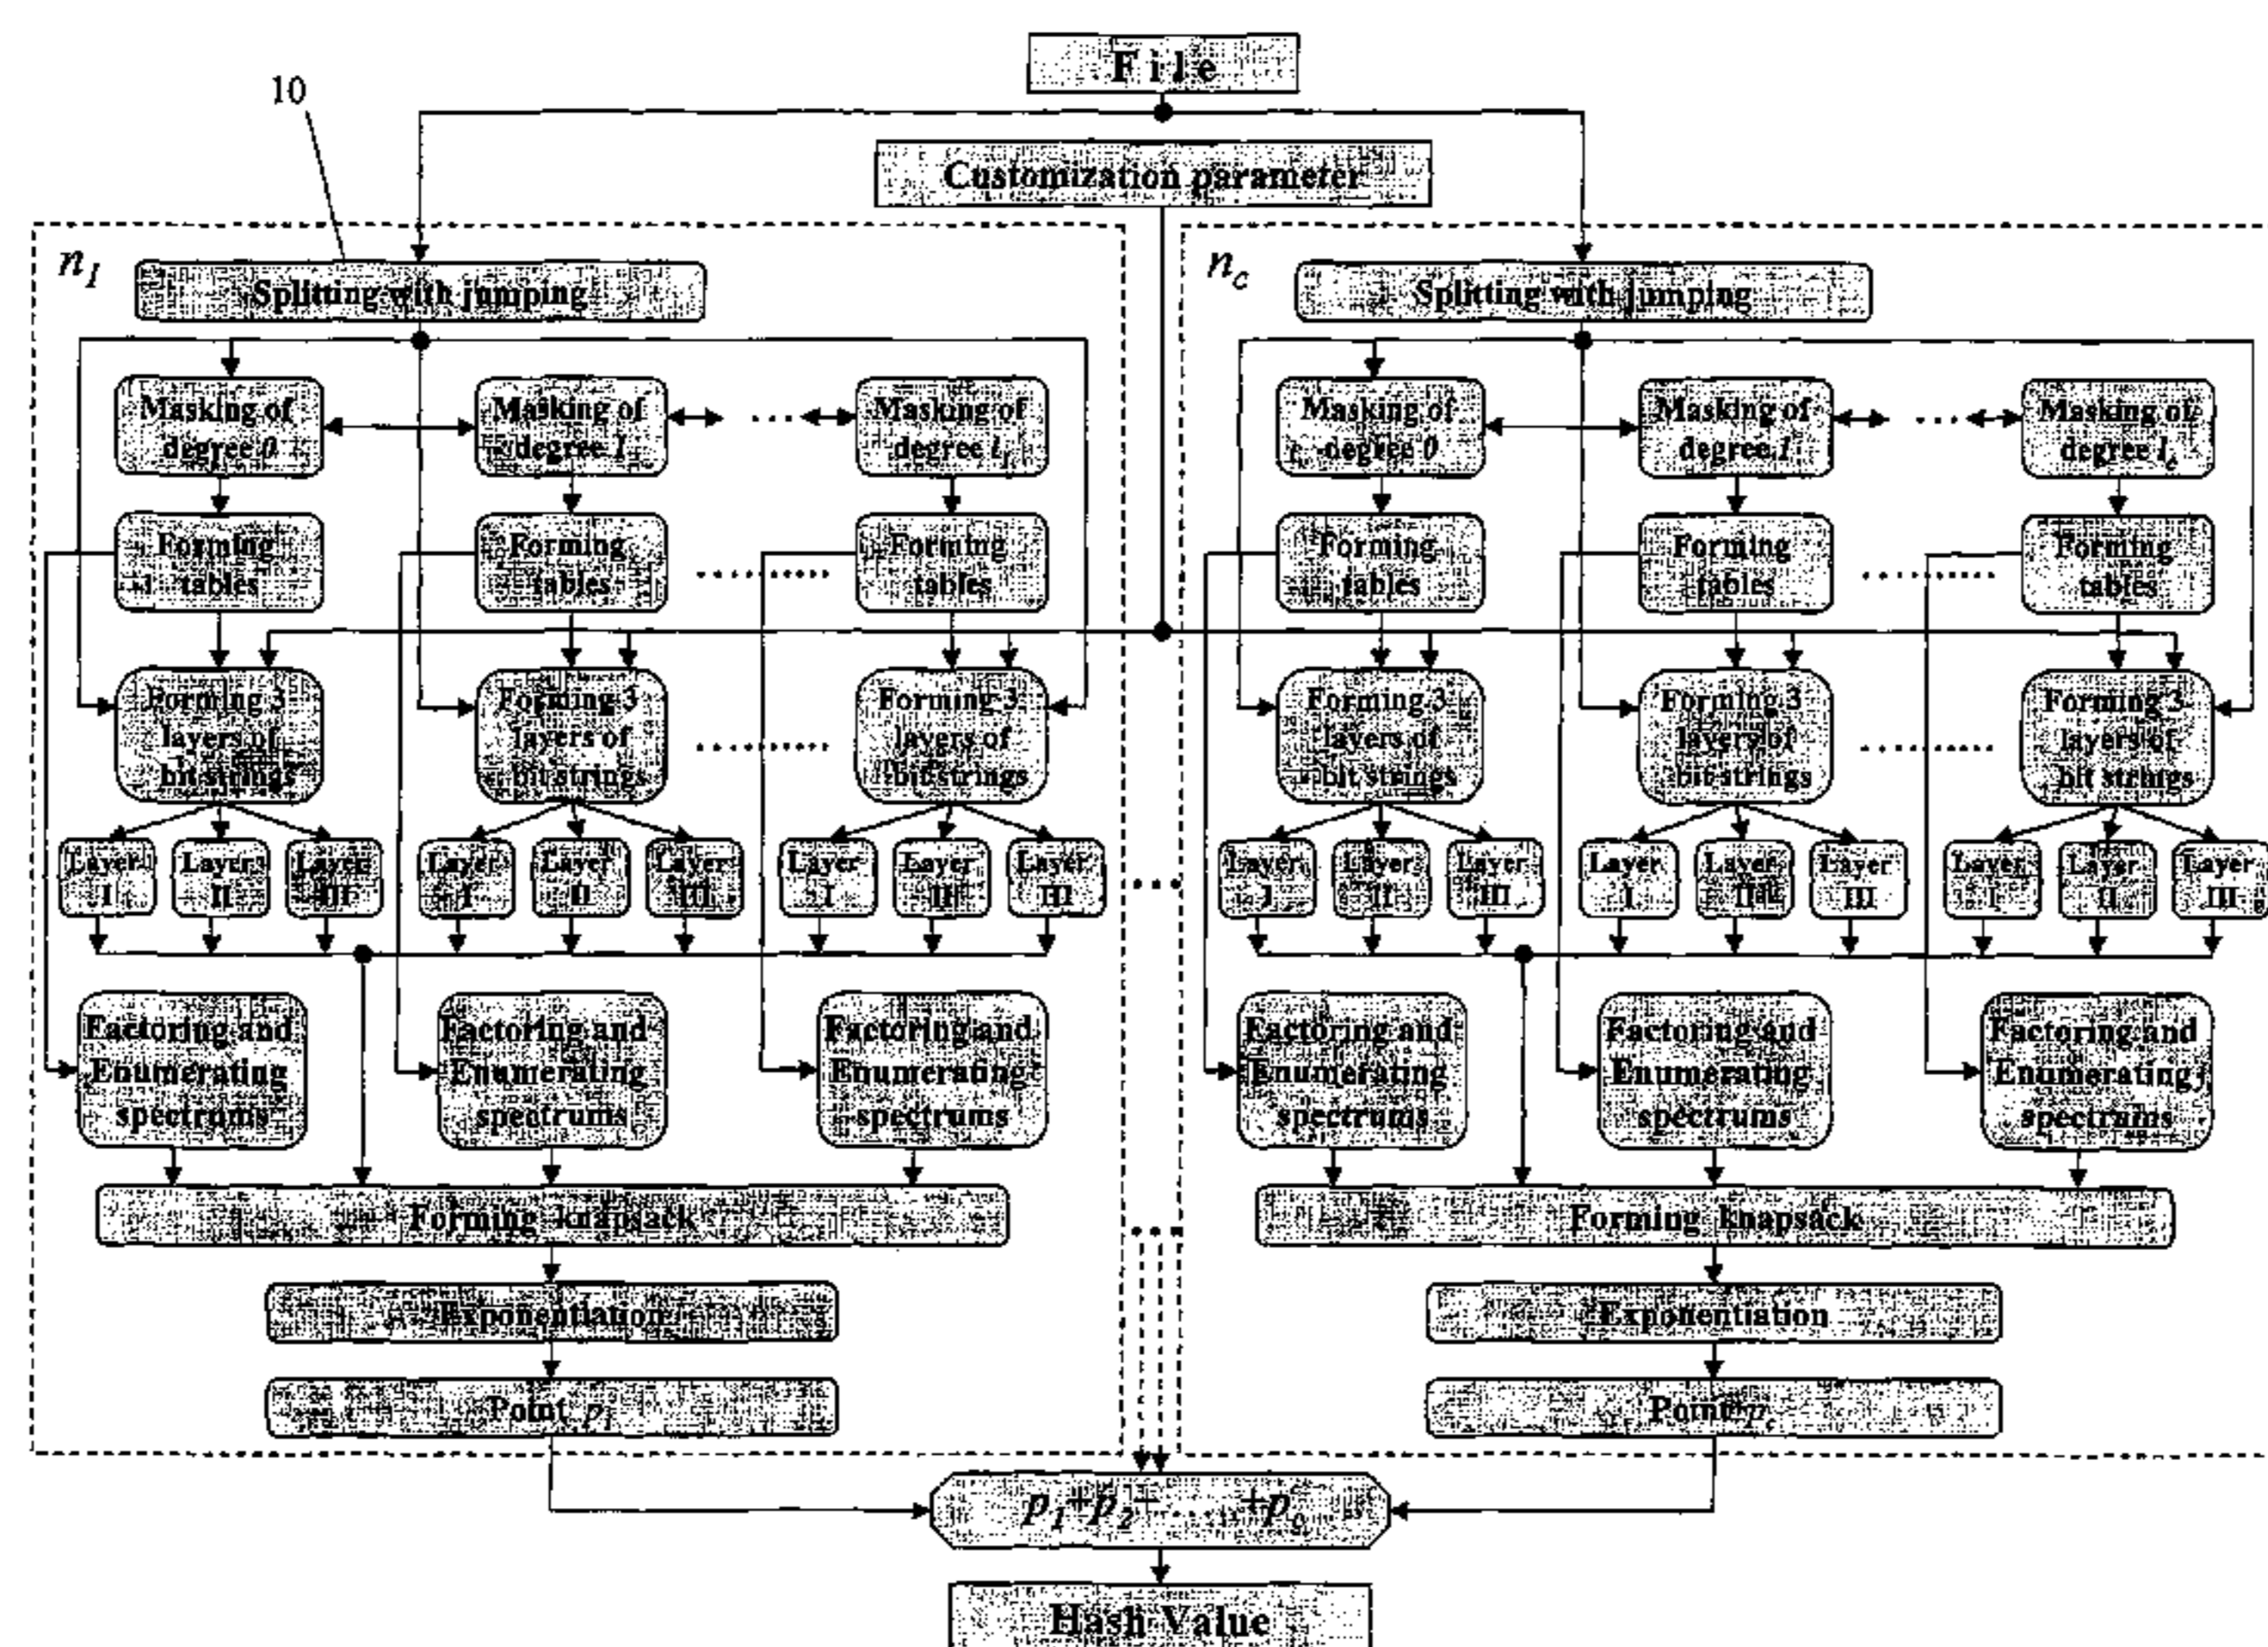 File
10
Customization parameter
n1
Splitting with jumping
Masking of
degree 0
Masking of
degree 1
...
Masking of
degree l1
Forming
tables
Forming
tables
..........
Forming
tables
Forming 3
layers of
bit strings
Forming 3
layers of
bit strings
..........
Forming 3
layers of
bit strings
Layer
I
Layer
II
Layer
III
Layer
I
Layer
II
Layer
III
Layer
I
Layer
II
Layer
III
Factoring and
Enumerating
spectrums
Factoring and
Enumerating
spectrums
Factoring and
Enumerating
spectrums
Forming knapsack
Exponentiation
Point p1
...
...
nc
Splitting with jumping
Masking of
degree 0
Masking of
degree 1
...
Masking of
degree lc
Forming
tables
Forming
tables
..........
Forming
tables
Forming 3
layers of
bit strings
Forming 3
layers of
bit strings
..........
Forming 3
layers of
bit strings
Layer
I
Layer
II
Layer
III
Layer
I
Layer
II
Layer
III
Layer
I
Layer
II
Layer
III
Factoring and
Enumerating
spectrums
Factoring and
Enumerating
spectrums
Factoring and
Enumerating
spectrums
Forming knapsack
Exponentiation
Point pc
p1+p2+.....+pc
Hash Value